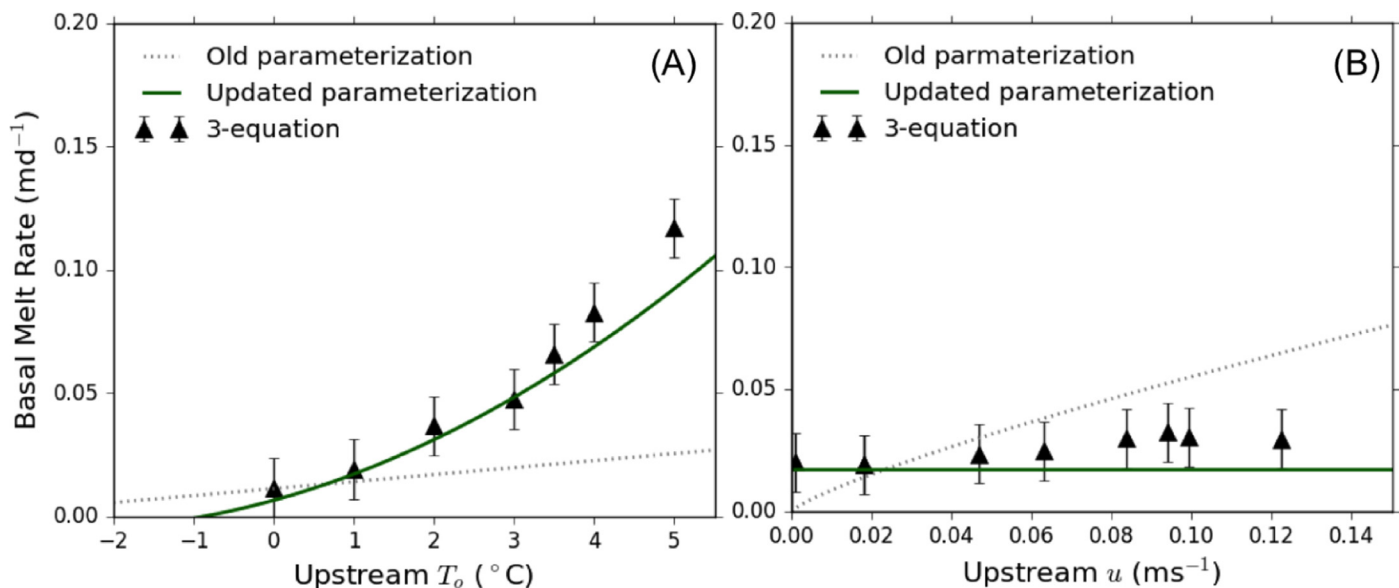 0.20
0.15
0.10
0.05
0.00
Basal Melt Rate (md⁻¹)
Old parameterization
Updated parameterization
3-equation
(A)
−2 −1 0 1 2 3 4 5
Upstream Tₒ (°C)
0.20
0.15
0.10
0.05
0.00
Old parmaterization
Updated parameterization
3-equation
(B)
0.00 0.02 0.04 0.06 0.08 0.10 0.12 0.14
Upstream u (ms⁻¹)